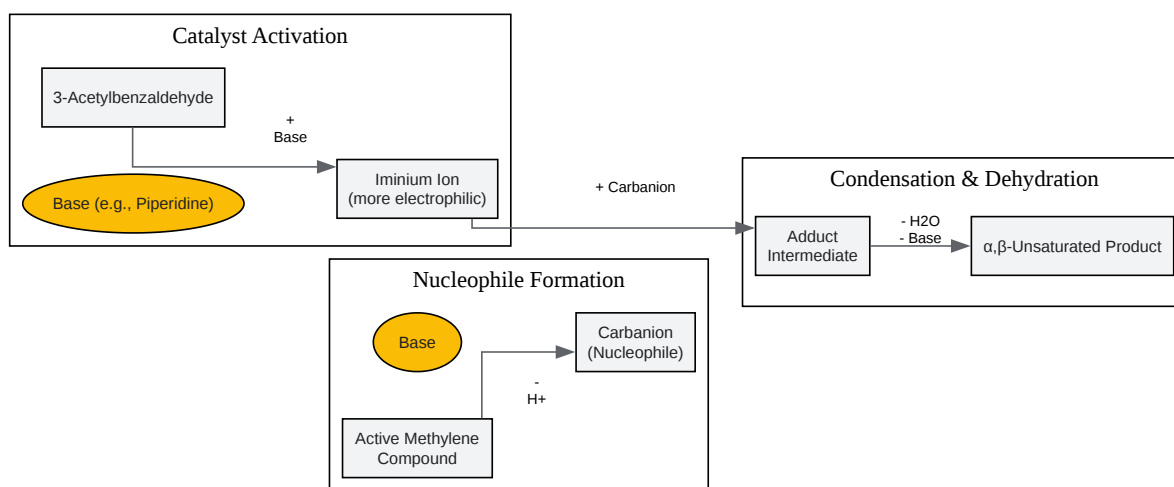 Catalyst Activation
3-Acetylbenzaldehyde
+
Base
Base (e.g., Piperidine)
Iminium Ion
(more electrophilic)
+ Carbanion
Condensation & Dehydration
Adduct
Intermediate
- H2O
- Base
α,β-Unsaturated Product
Nucleophile Formation
Base
Carbanion
(Nucleophile)
-
H+
Active Methylene
Compound